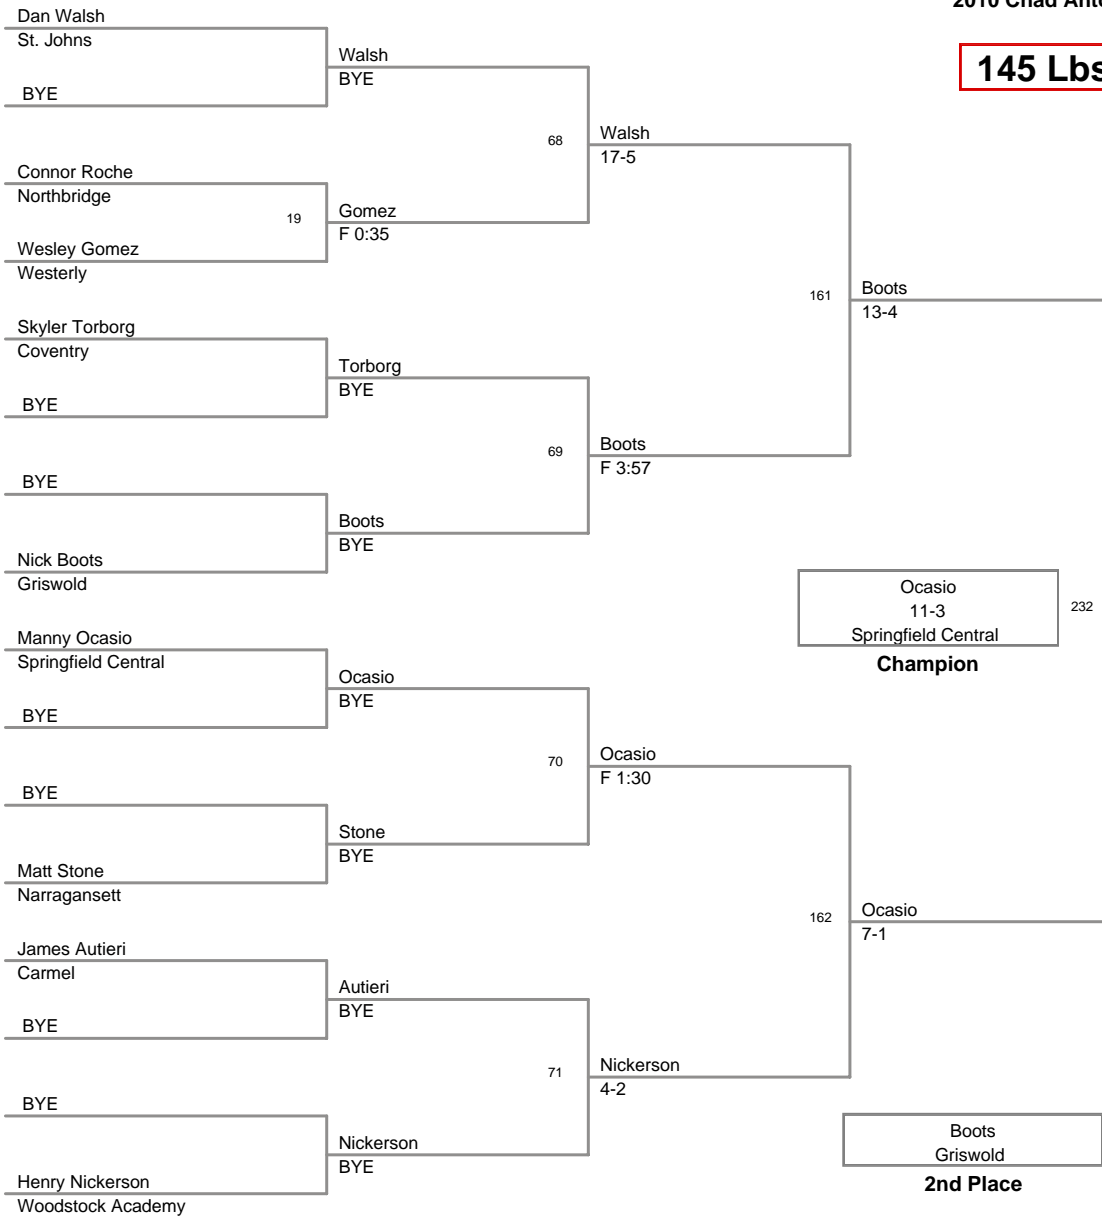 2010 Chad Anto
145 Lbs
Dan Walsh
St. Johns
BYE
Connor Roche
Northbridge
19
Wesley Gomez
Westerly
Skyler Torborg
Coventry
BYE
BYE
Nick Boots
Griswold
Manny Ocasio
Springfield Central
BYE
BYE
Matt Stone
Narragansett
James Autieri
Carmel
BYE
BYE
Henry Nickerson
Woodstock Academy
Walsh
BYE
68
Gomez
F 0:35
Torborg
BYE
69
Boots
BYE
Ocasio
BYE
70
Stone
BYE
Autieri
BYE
71
Nickerson
BYE
Walsh
17-5
161
Boots
F 3:57
Ocasio
F 1:30
162
Nickerson
4-2
Boots
13-4
Ocasio
11-3
Springfield Central
232
Champion
Ocasio
7-1
Boots
Griswold
2nd Place